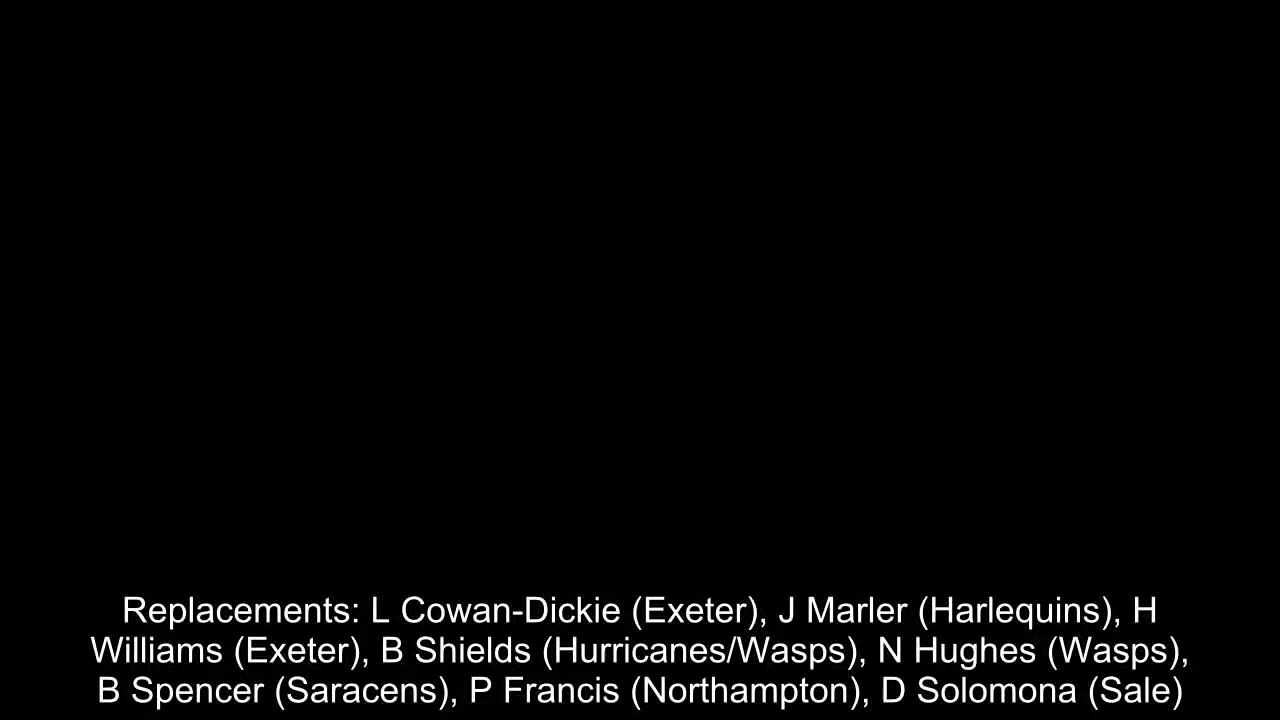 Replacements: L Cowan-Dickie (Exeter), J Marler (Harlequins), H
Williams (Exeter), B Shields (Hurricanes/Wasps), N Hughes (Wasps),
B Spencer (Saracens), P Francis (Northampton), D Solomona (Sale)